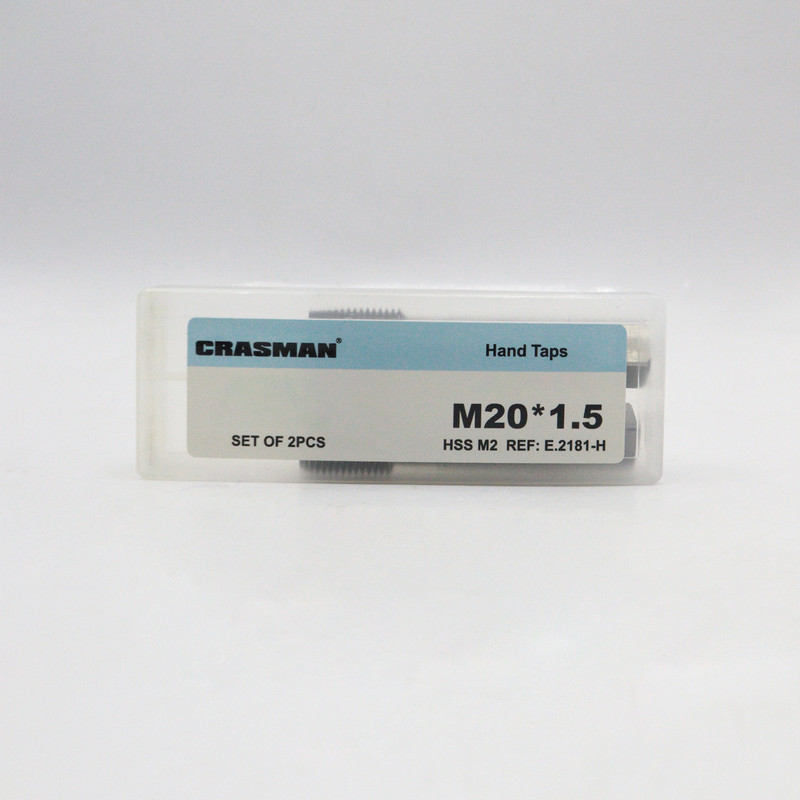 CRASMAN®
Hand Taps
M20*1.5
SET OF 2PCS
HSS M2 REF: E.2181-H